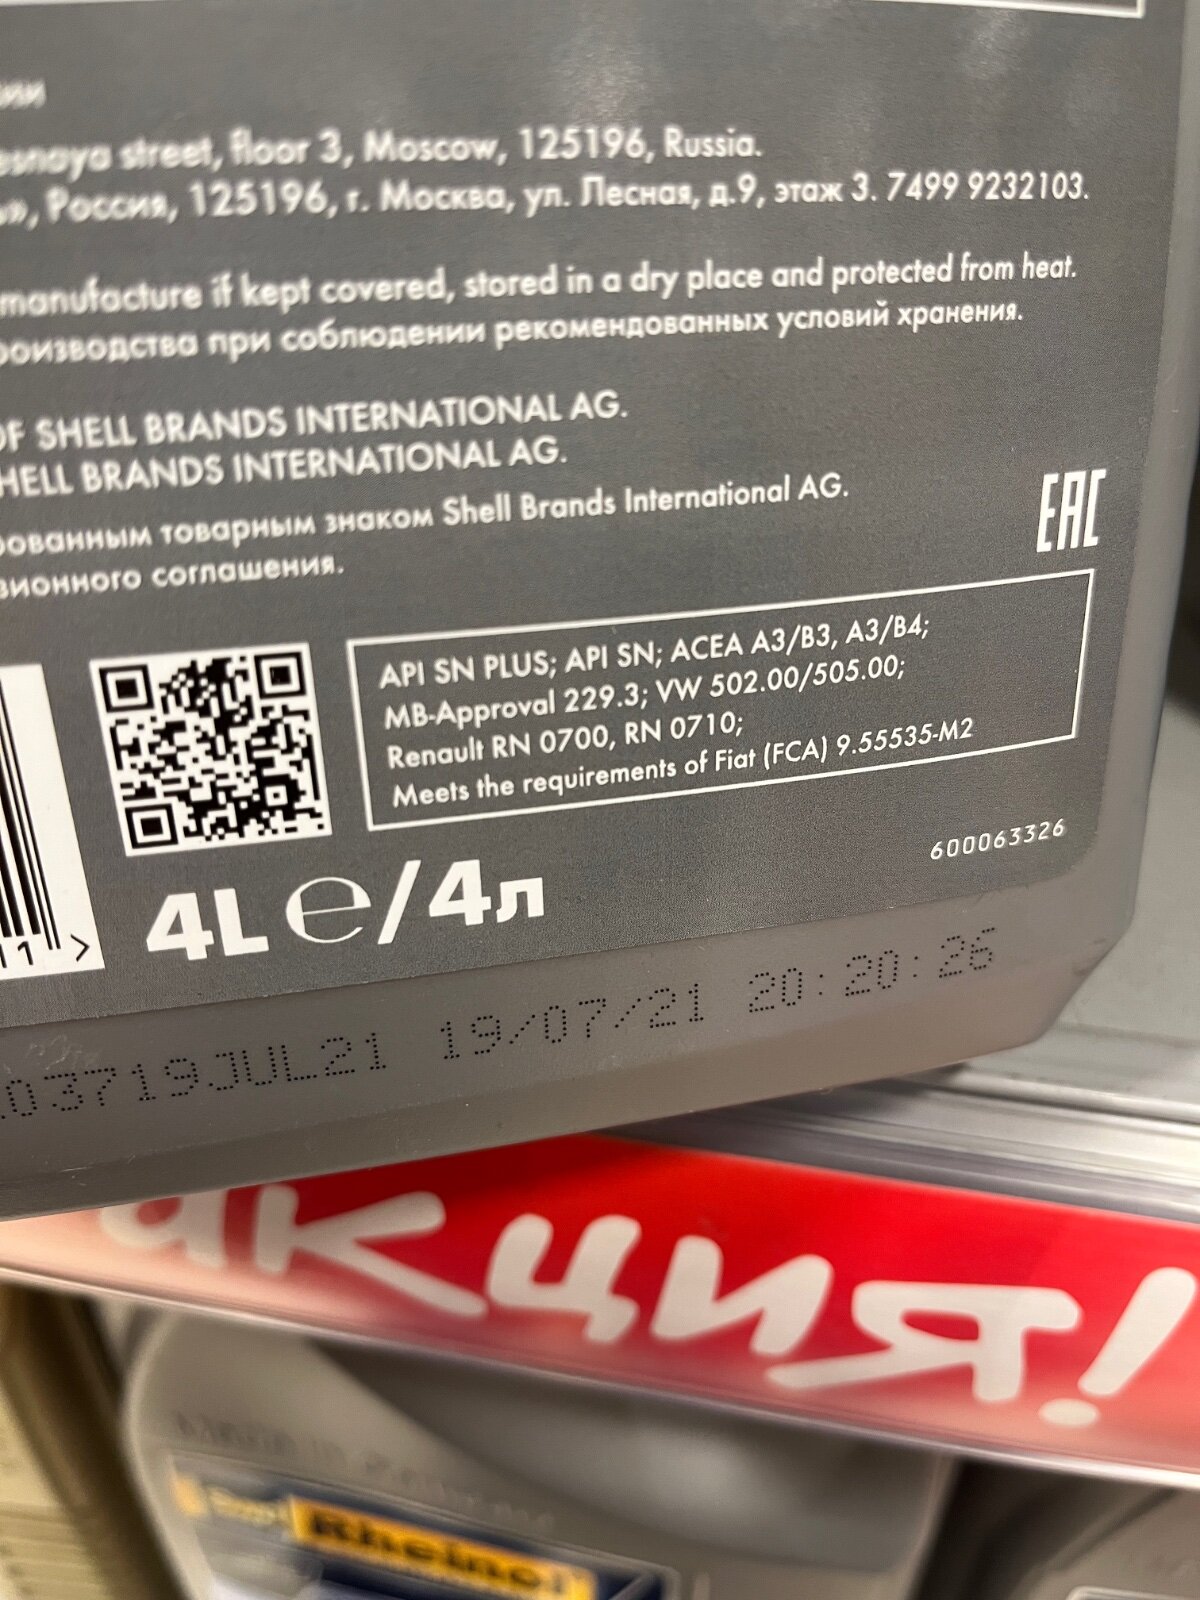 ии
esnaya street, floor 3, Moscow, 125196, Russia.
ь», Россия, 125196, г. Москва, ул. Лесная, д.9, этаж 3. 7499 9232103.
manufacture if kept covered, stored in a dry place and protected from heat.
роизводства при соблюдении рекомендованных условий хранения.
OF SHELL BRANDS INTERNATIONAL AG.
HELL BRANDS INTERNATIONAL AG.
рованным товарным знаком Shell Brands International AG.
зионного соглашения.
EAC
API SN PLUS; API SN; ACEA A3/B3, A3/B4;
MB-Approval 229.3; VW 502.00/505.00;
Renault RN 0700, RN 0710;
Meets the requirements of Fiat (FCA) 9.55535-M2
600063326
11 >
4L e / 4л
03719JUL21 19/07/21 20:20:26
акция!
Rheinol